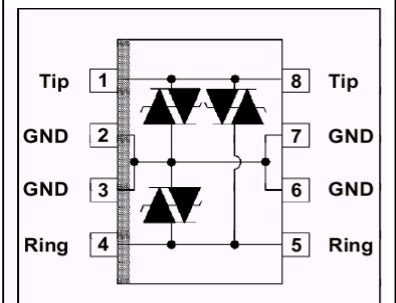 Tip 1 8 Tip
GND 2 7 GND
GND 3 6 GND
Ring 4 5 Ring